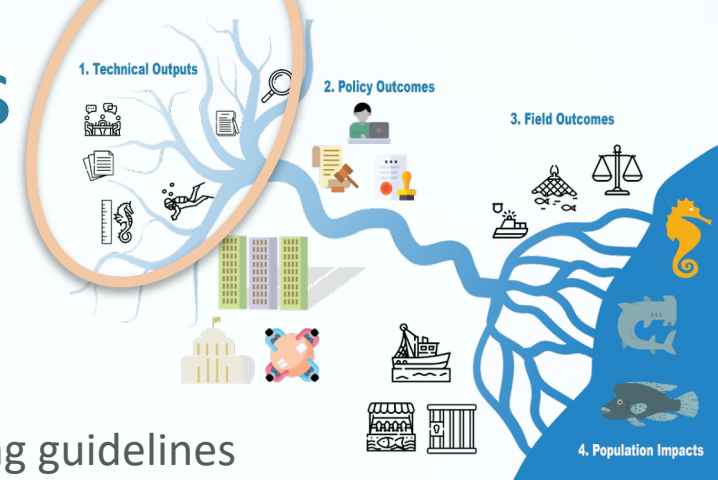 1. Technical Outputs
2. Policy Outcomes
3. Field Outcomes
guidelines
4. Population Impacts